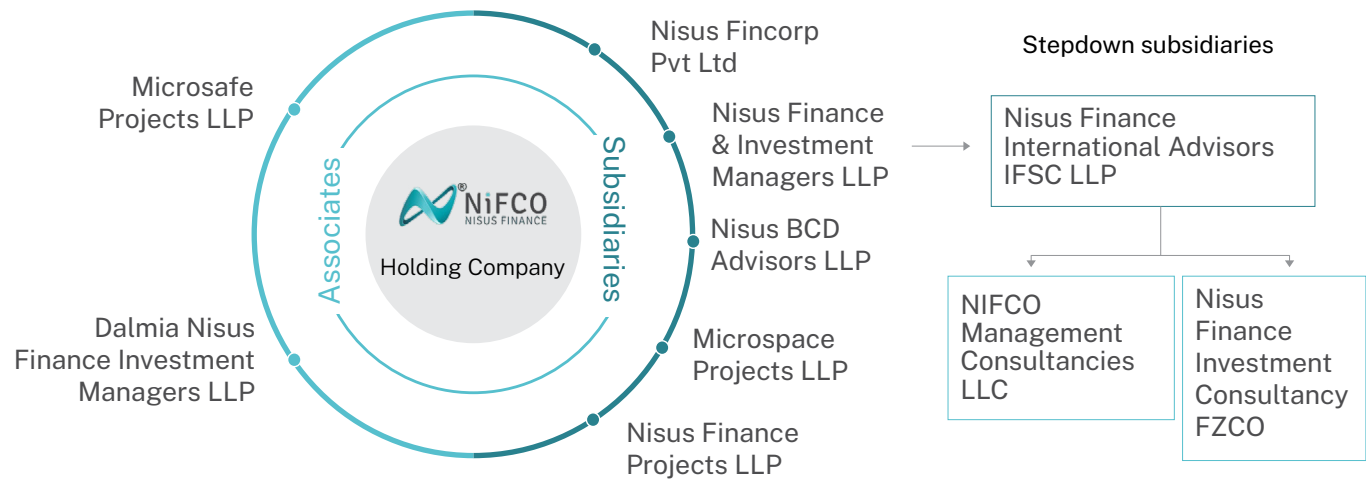 Microsafe
Projects LLP
Dalmia Nisus
Finance Investment
Managers LLP
Associates
®
NiFCO
NISUS FINANCE
Holding Company
Subsidiaries
Nisus Fincorp
Pvt Ltd
Nisus Finance
& Investment
Managers LLP
Nisus BCD
Advisors LLP
Microspace
Projects LLP
Nisus Finance
Projects LLP
Stepdown subsidiaries
Nisus Finance
International Advisors
IFSC LLP
NIFCO
Management
Consultancies
LLC
Nisus
Finance
Investment
Consultancy
FZCO